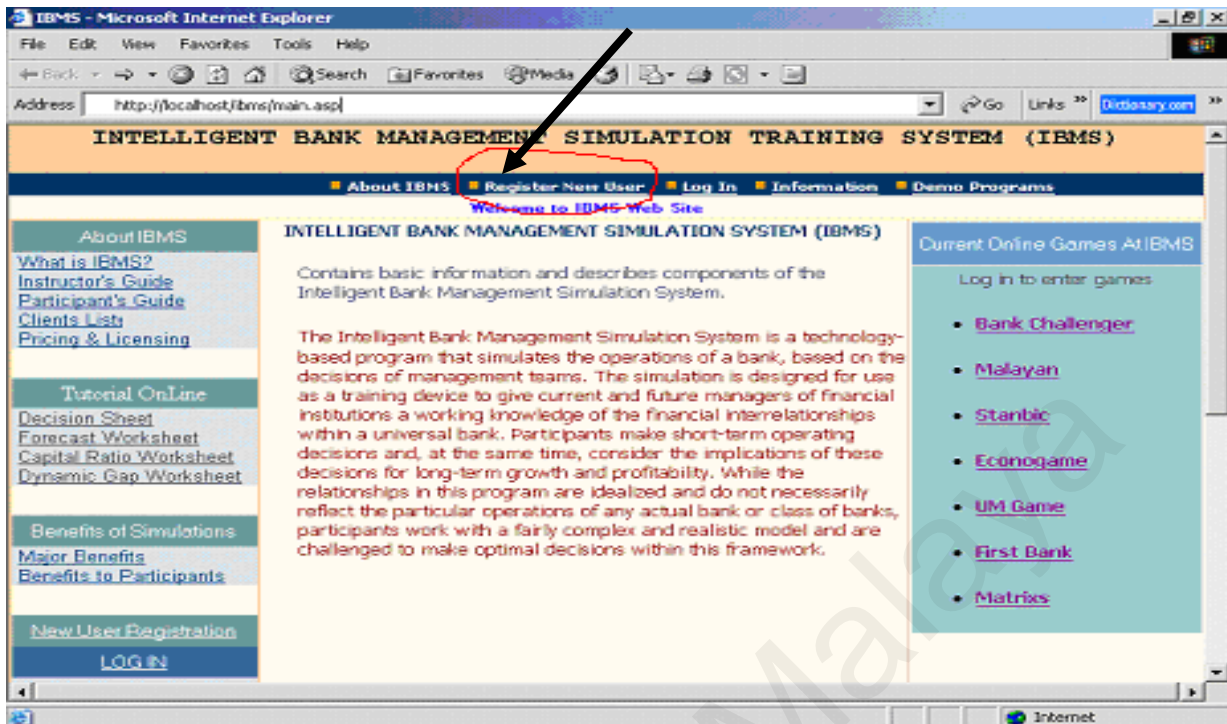 IBMS - Microsoft Internet Explorer
File Edit View Favorites Tools Help
Back Search Favorites Media
Address http://localhost/ibms/main.asp Go Links » Dictionary.com »
INTELLIGENT BANK MANAGEMENT SIMULATION TRAINING SYSTEM (IBMS)
About IBMS Register New User Log In Information Demo Programs
Welcome to IBMS Web Site
About IBMS
What is IBMS?
Instructor's Guide
Participant's Guide
Clients Lists
Pricing & Licensing
Tutorial OnLine
Decision Sheet
Forecast Worksheet
Capital Ratio Worksheet
Dynamic Gap Worksheet
Benefits of Simulations
Major Benefits
Benefits to Participants
New User Registration
LOG IN
INTELLIGENT BANK MANAGEMENT SIMULATION SYSTEM (IBMS)
Contains basic information and describes components of the
Intelligent Bank Management Simulation System.
The Intelligent Bank Management Simulation System is a technology-
based program that simulates the operations of a bank, based on the
decisions of management teams. The simulation is designed for use
as a training device to give current and future managers of financial
institutions a working knowledge of the financial interrelationships
within a universal bank. Participants make short-term operating
decisions and, at the same time, consider the implications of these
decisions for long-term growth and profitability. While the
relationships in this program are idealized and do not necessarily
reflect the particular operations of any actual bank or class of banks,
participants work with a fairly complex and realistic model and are
challenged to make optimal decisions within this framework.
Current Online Games At IBMS
Log in to enter games
Bank Challenger
Malayan
Stanbic
Econogame
UM Game
First Bank
Matrixs
Malaya
Internet